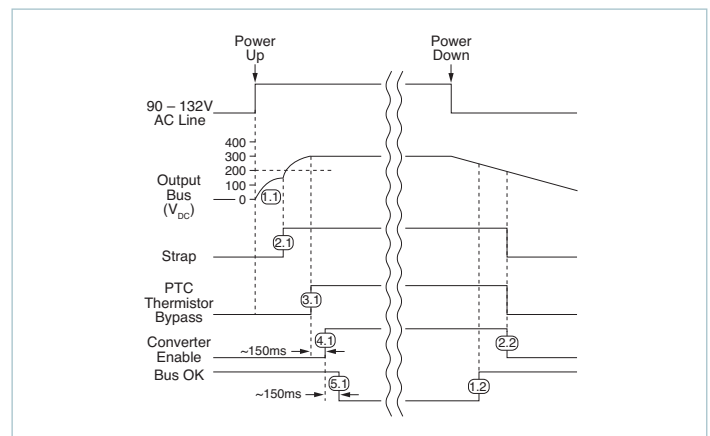 Power
Up
Power
Down
90 – 132V
AC Line
400
300
200
100
0
Output
Bus
(VDC)
1.1
2.1
Strap
PTC
Thermistor
Bypass
3.1
Converter
Enable
~150ms
4.1
2.2
Bus OK
5.1
1.2
~150ms